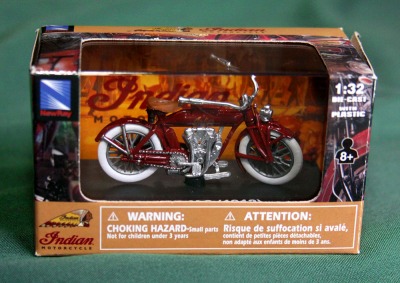 1:32
DIE-CAST
WITH
PLASTIC
8+
NewRay
Indian
MOTORCYCLE
WARNING:
CHOKING HAZARD-Small parts
Not for children under 3 years
ATTENTION:
Risque de suffocation si avalé,
contient de petites pièces détachables,
non adapté aux enfants de moins de 3 ans.